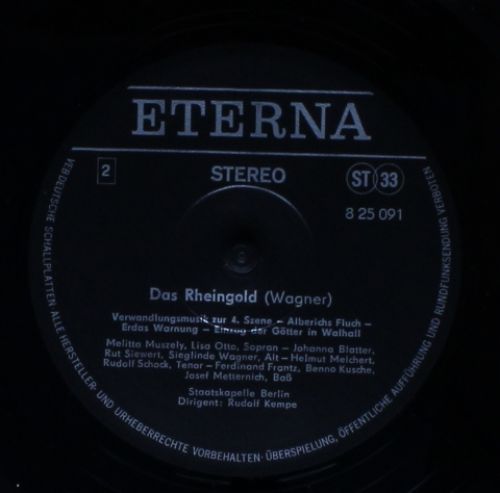 ETERNA
2
STEREO
ST 33
8 25 091
Das Rheingold (Wagner)
Verwandlungsmusik zur 4. Szene – Alberichs Fluch –
Erdas Warnung – Einzug der Götter in Walhall
Melitta Muszely, Lisa Otto, Sopran – Johanna Blatter,
Rut Siewert, Sieglinde Wagner, Alt – Helmut Melchert,
Rudolf Schock, Tenor – Ferdinand Frantz, Benno Kusche,
Josef Metternich, Baß
Staatskapelle Berlin
Dirigent: Rudolf Kempe
VEB DEUTSCHE SCHALLPLATTEN ALLE HERSTELLER- UND URHEBERRECHTE VORBEHALTEN · ÜBERSPIELUNG, ÖFFENTLICHE AUFFÜHRUNG UND RUNDFUNKSENDUNG VERBOTEN